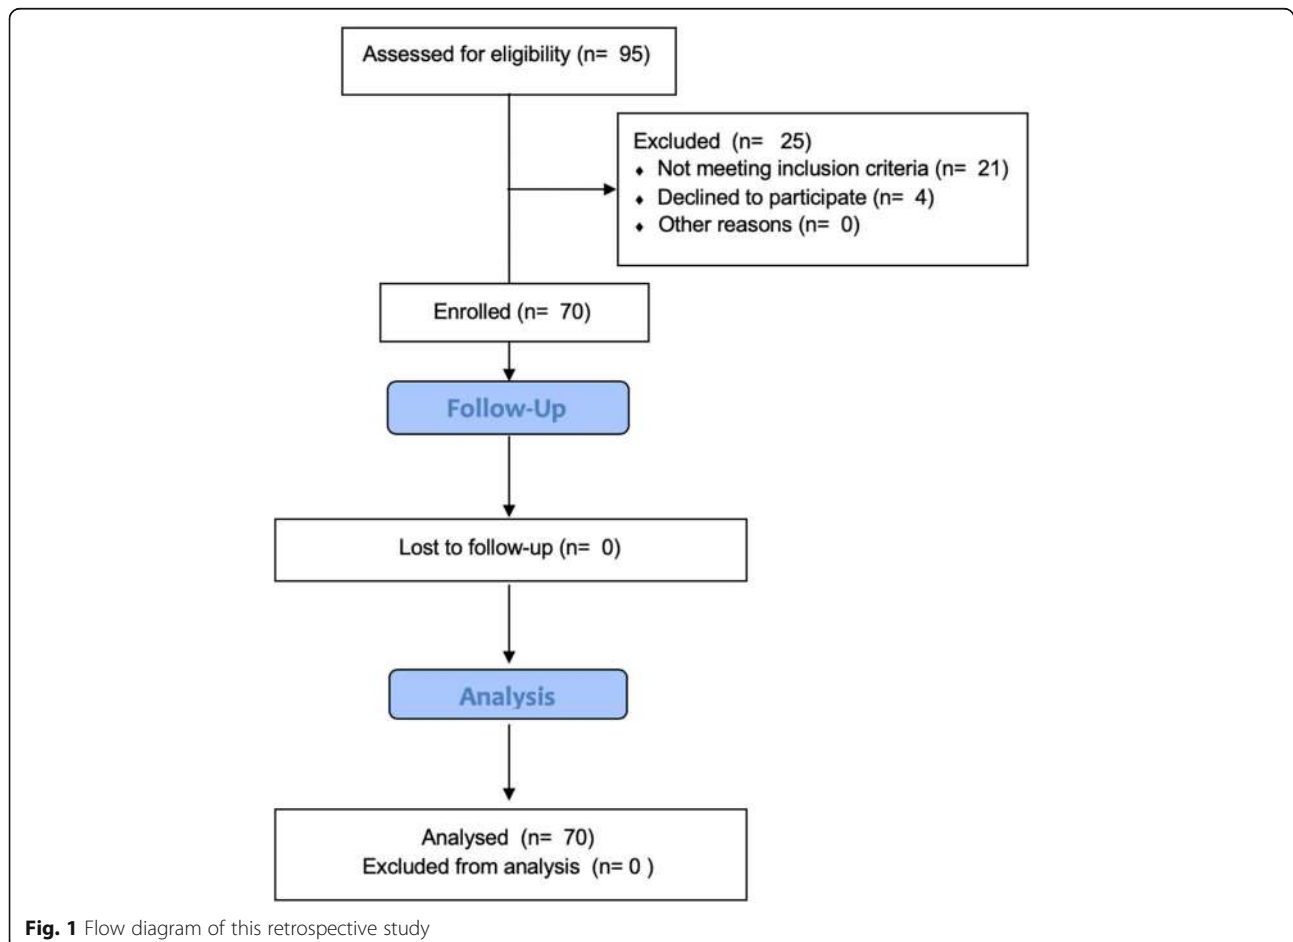 Assessed for eligibility (n= 95)
Excluded (n= 25)
♦ Not meeting inclusion criteria (n= 21)
♦ Declined to participate (n= 4)
♦ Other reasons (n= 0)
Enrolled (n= 70)
Follow-Up
Lost to follow-up (n= 0)
Analysis
Analysed (n= 70)
Excluded from analysis (n= 0 )
Fig. 1 Flow diagram of this retrospective study